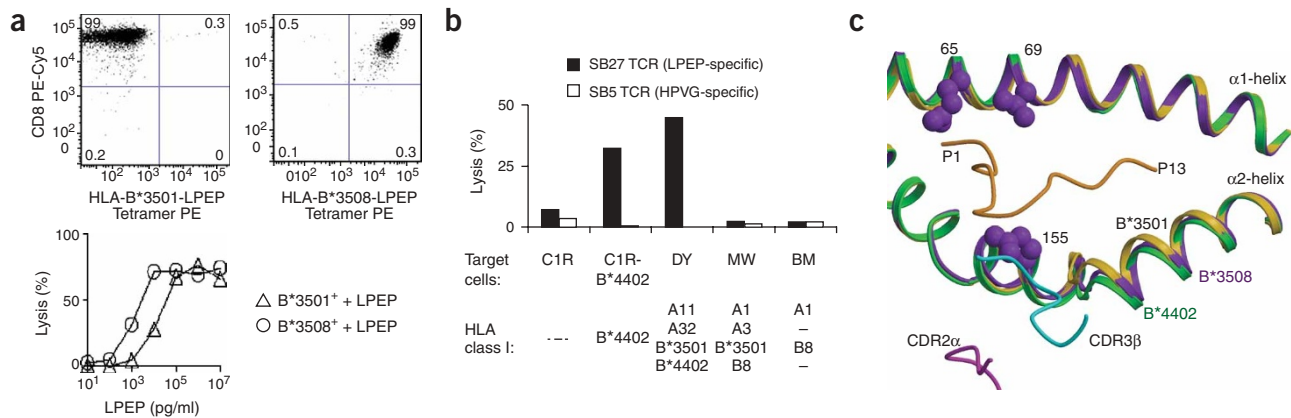 a
99
0.3
0.2
0
0.5
99
0.1
0.3
CD8 PE-Cy5
10⁵
10⁴
10³
10²
0
0 10² 10³ 10⁴ 10⁵
0 10² 10³ 10⁴ 10⁵
HLA-B*3501-LPEP
Tetramer PE
HLA-B*3508-LPEP
Tetramer PE
Lysis (%)
100
50
0
10¹ 10³ 10⁵ 10⁷
LPEP (pg/ml)
B*3501⁺ + LPEP
B*3508⁺ + LPEP
b
SB27 TCR (LPEP-specific)
SB5 TCR (HPVG-specific)
Lysis (%)
50
25
0
Target cells:
C1R
C1R-B*4402
DY
MW
BM
HLA class I:
---
B*4402
A11
A32
B*3501
B*4402
A1
A3
B*3501
B8
A1
–
B8
–
c
65
69
α1-helix
P1
P13
α2-helix
155
B*3501
B*3508
B*4402
CDR2α
CDR3β